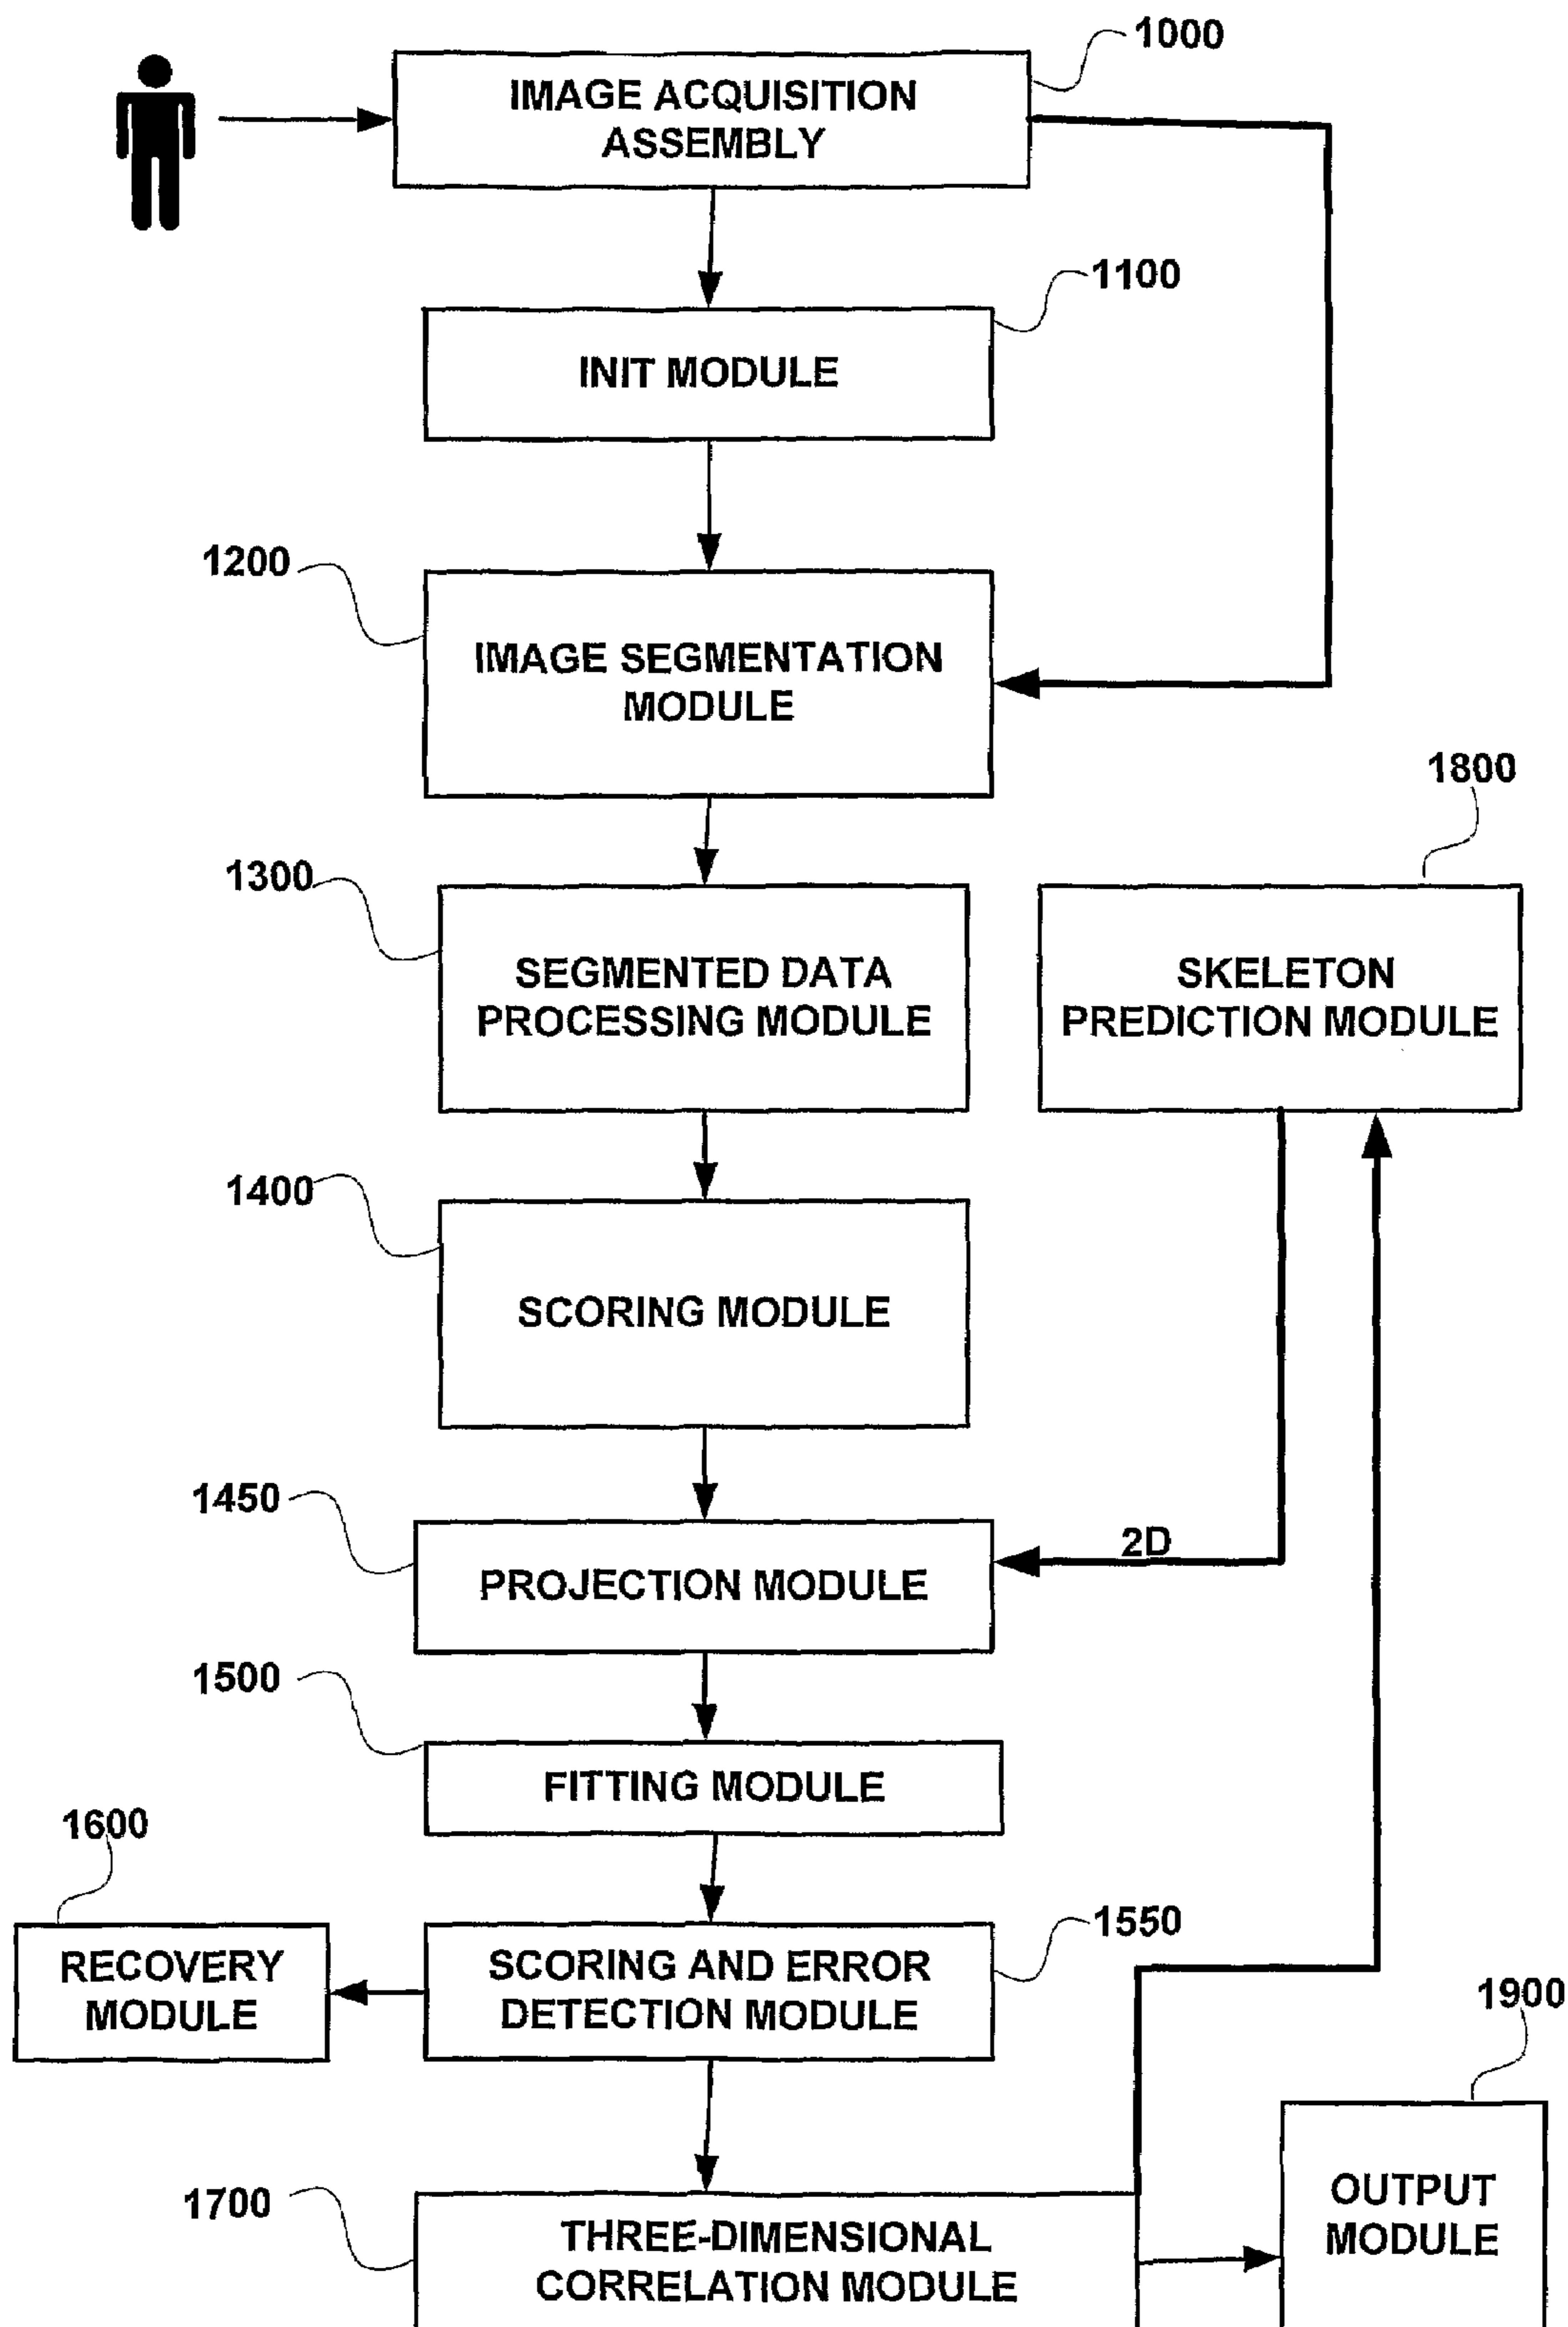 1000
IMAGE ACQUISITION
ASSEMBLY
1100
INIT MODULE
1200
IMAGE SEGMENTATION
MODULE
1800
1300
SEGMENTED DATA
PROCESSING MODULE
SKELETON
PREDICTION MODULE
1400
SCORING MODULE
1450
2D
PROJECTION MODULE
1500
FITTING MODULE
1600
1550
RECOVERY
MODULE
SCORING AND ERROR
DETECTION MODULE
1900
1700
THREE-DIMENSIONAL
CORRELATION MODULE
OUTPUT
MODULE